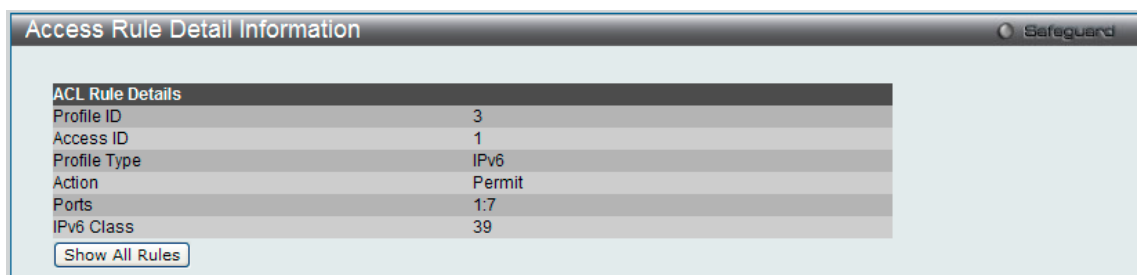 Access Rule Detail Information
Safeguard
ACL Rule Details
Profile ID 3
Access ID 1
Profile Type IPv6
Action Permit
Ports 1:7
IPv6 Class 39
Show All Rules